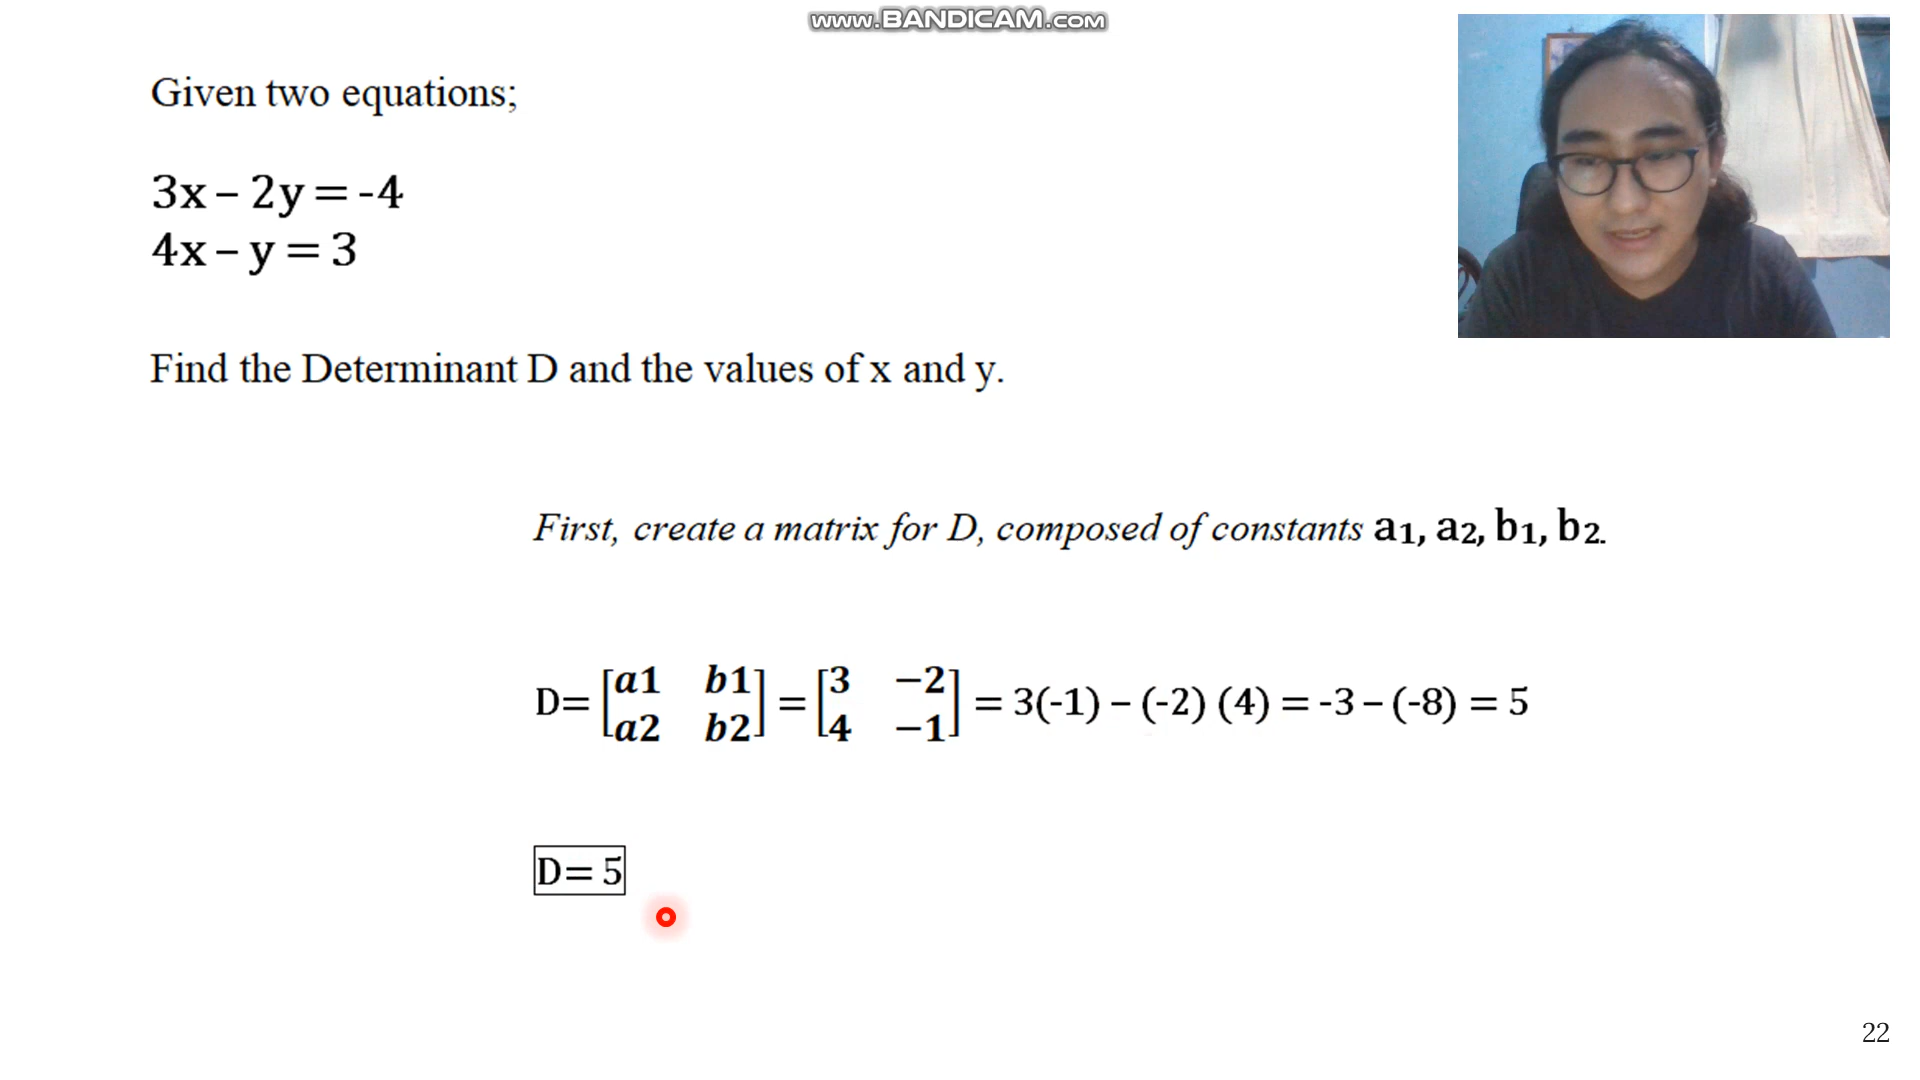 www.BANDICAM.com
Given two equations;
3x – 2y = -4
4x – y = 3
Find the Determinant D and the values of x and y.
First, create a matrix for D, composed of constants a₁, a₂, b₁, b₂.
D= [a1 b1 a2 b2] = [3 −2 4 −1] = 3(-1) – (-2) (4) = -3 – (-8) = 5
D= 5
22